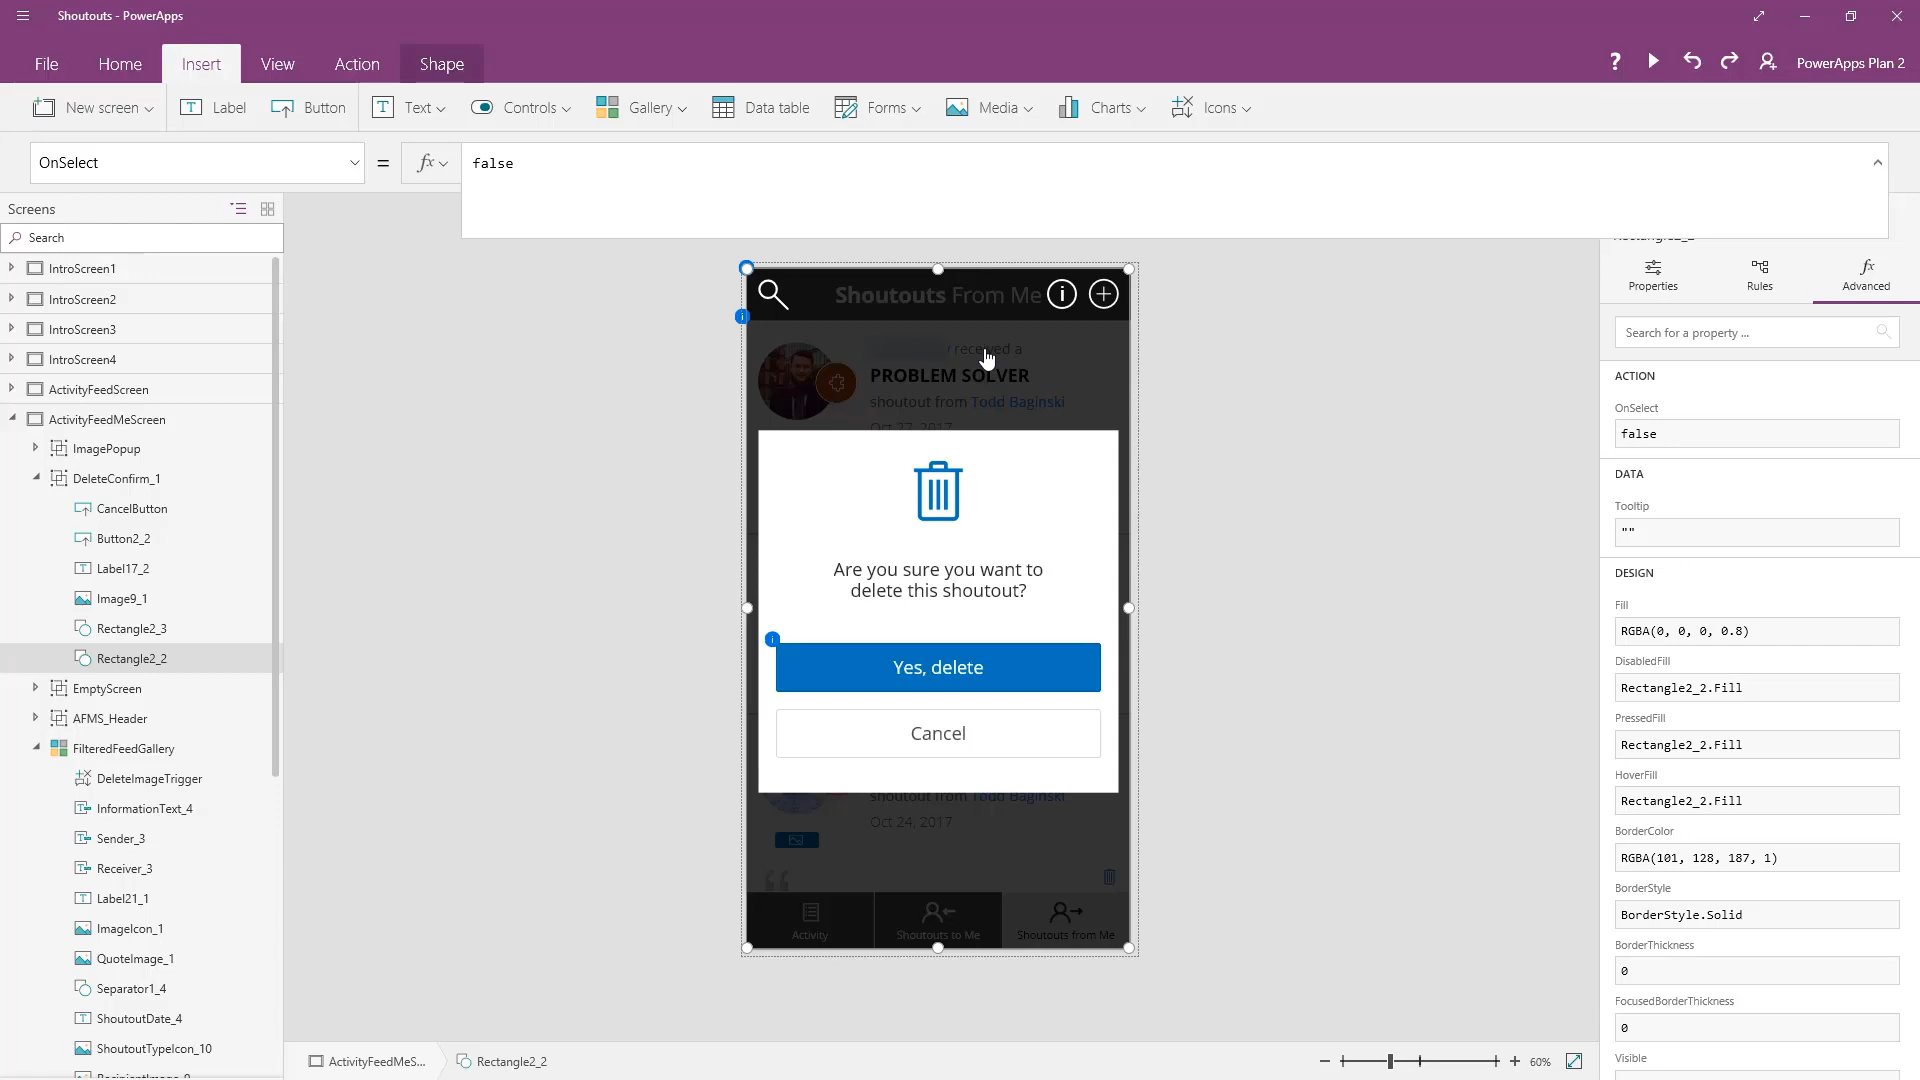 Shoutouts - PowerApps
File Home Insert View Action Shape
PowerApps Plan 2
New screen Label Button Text Controls Gallery Data table Forms Media Charts Icons
OnSelect = fx false
Screens
Search
IntroScreen1
IntroScreen2
IntroScreen3
IntroScreen4
ActivityFeedScreen
ActivityFeedMeScreen
ImagePopup
DeleteConfirm_1
CancelButton
Button2_2
Label17_2
Image9_1
Rectangle2_3
Rectangle2_2
EmptyScreen
AFMS_Header
FilteredFeedGallery
DeleteImageTrigger
InformationText_4
Sender_3
Receiver_3
Label21_1
ImageIcon_1
QuoteImage_1
Separator1_4
ShoutoutDate_4
ShoutoutTypeIcon_10
Shoutouts From Me
received a
PROBLEM SOLVER
shoutout from Todd Baginski
Oct 27, 2017
Are you sure you want to
delete this shoutout?
Yes, delete
Cancel
shoutout from Todd Baginski
Oct 24, 2017
Activity Shoutouts to Me Shoutouts from Me
ActivityFeedMeS... Rectangle2_2
60%
Rectangle2_2
Properties Rules Advanced
Search for a property ...
ACTION
OnSelect
false
DATA
Tooltip
""
DESIGN
Fill
RGBA(0, 0, 0, 0.8)
DisabledFill
Rectangle2_2.Fill
PressedFill
Rectangle2_2.Fill
HoverFill
Rectangle2_2.Fill
BorderColor
RGBA(101, 128, 187, 1)
BorderStyle
BorderStyle.Solid
BorderThickness
0
FocusedBorderThickness
0
Visible